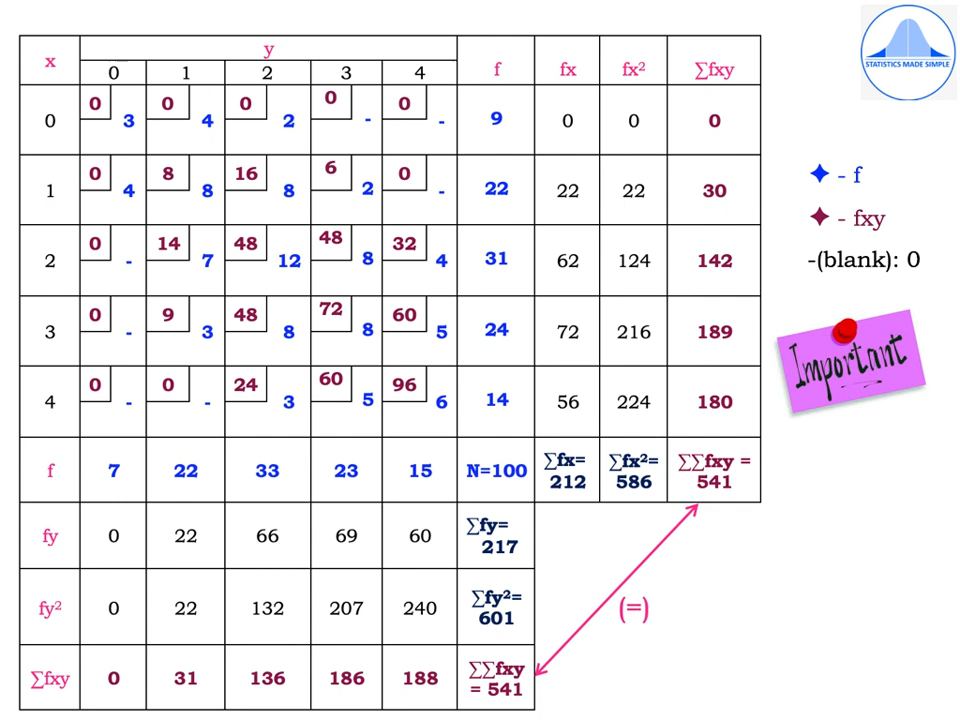 STATISTICS MADE SIMPLE
x y f fx fx² ∑fxy
0 1 2 3 4
0 0 0 0 0
0 3 4 2 - - 9 0 0 0
0 8 16 6 0
1 4 8 8 2 - 22 22 22 30
0 14 48 48 32
2 - 7 12 8 4 31 62 124 142
0 9 48 72 60
3 - 3 8 8 5 24 72 216 189
0 0 24 60 96
4 - - 3 5 6 14 56 224 180
f 7 22 33 23 15 N=100 ∑fx= 212 ∑fx²= 586 ∑∑fxy = 541
fy 0 22 66 69 60 ∑fy= 217
fy² 0 22 132 207 240 ∑fy²= 601
∑fxy 0 31 136 186 188 ∑∑fxy = 541
(=)
- f
- fxy
-(blank): 0
Important